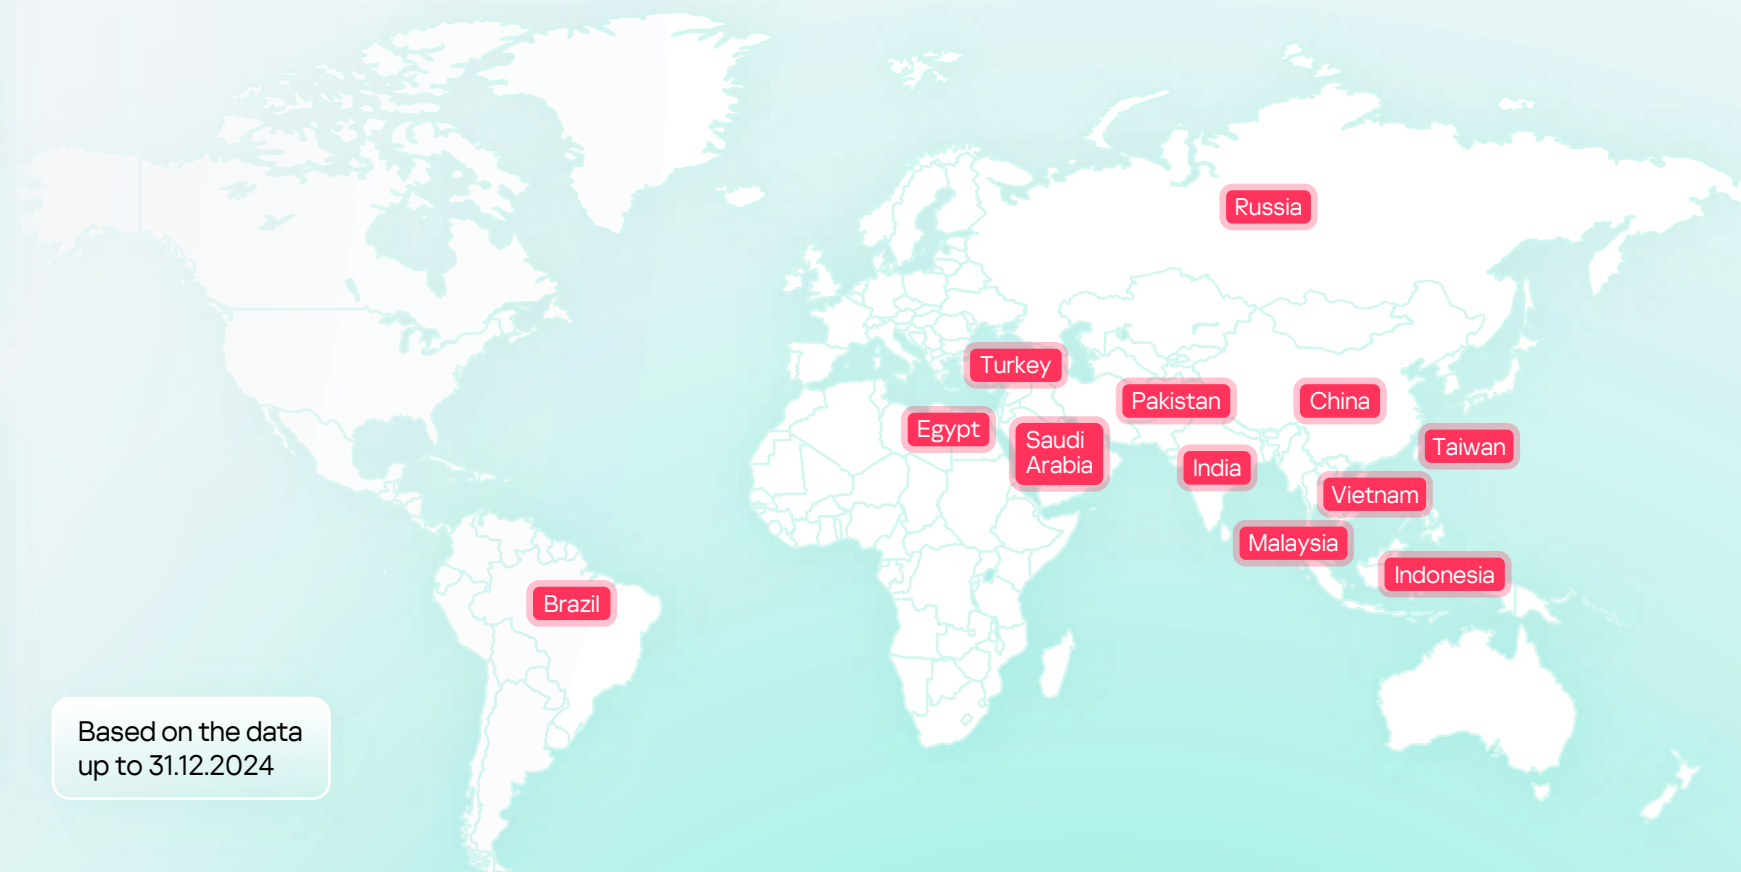 Russia
Turkey
Pakistan
China
Egypt
Saudi
Arabia
Taiwan
India
Vietnam
Malaysia
Indonesia
Brazil
Based on the data
up to 31.12.2024